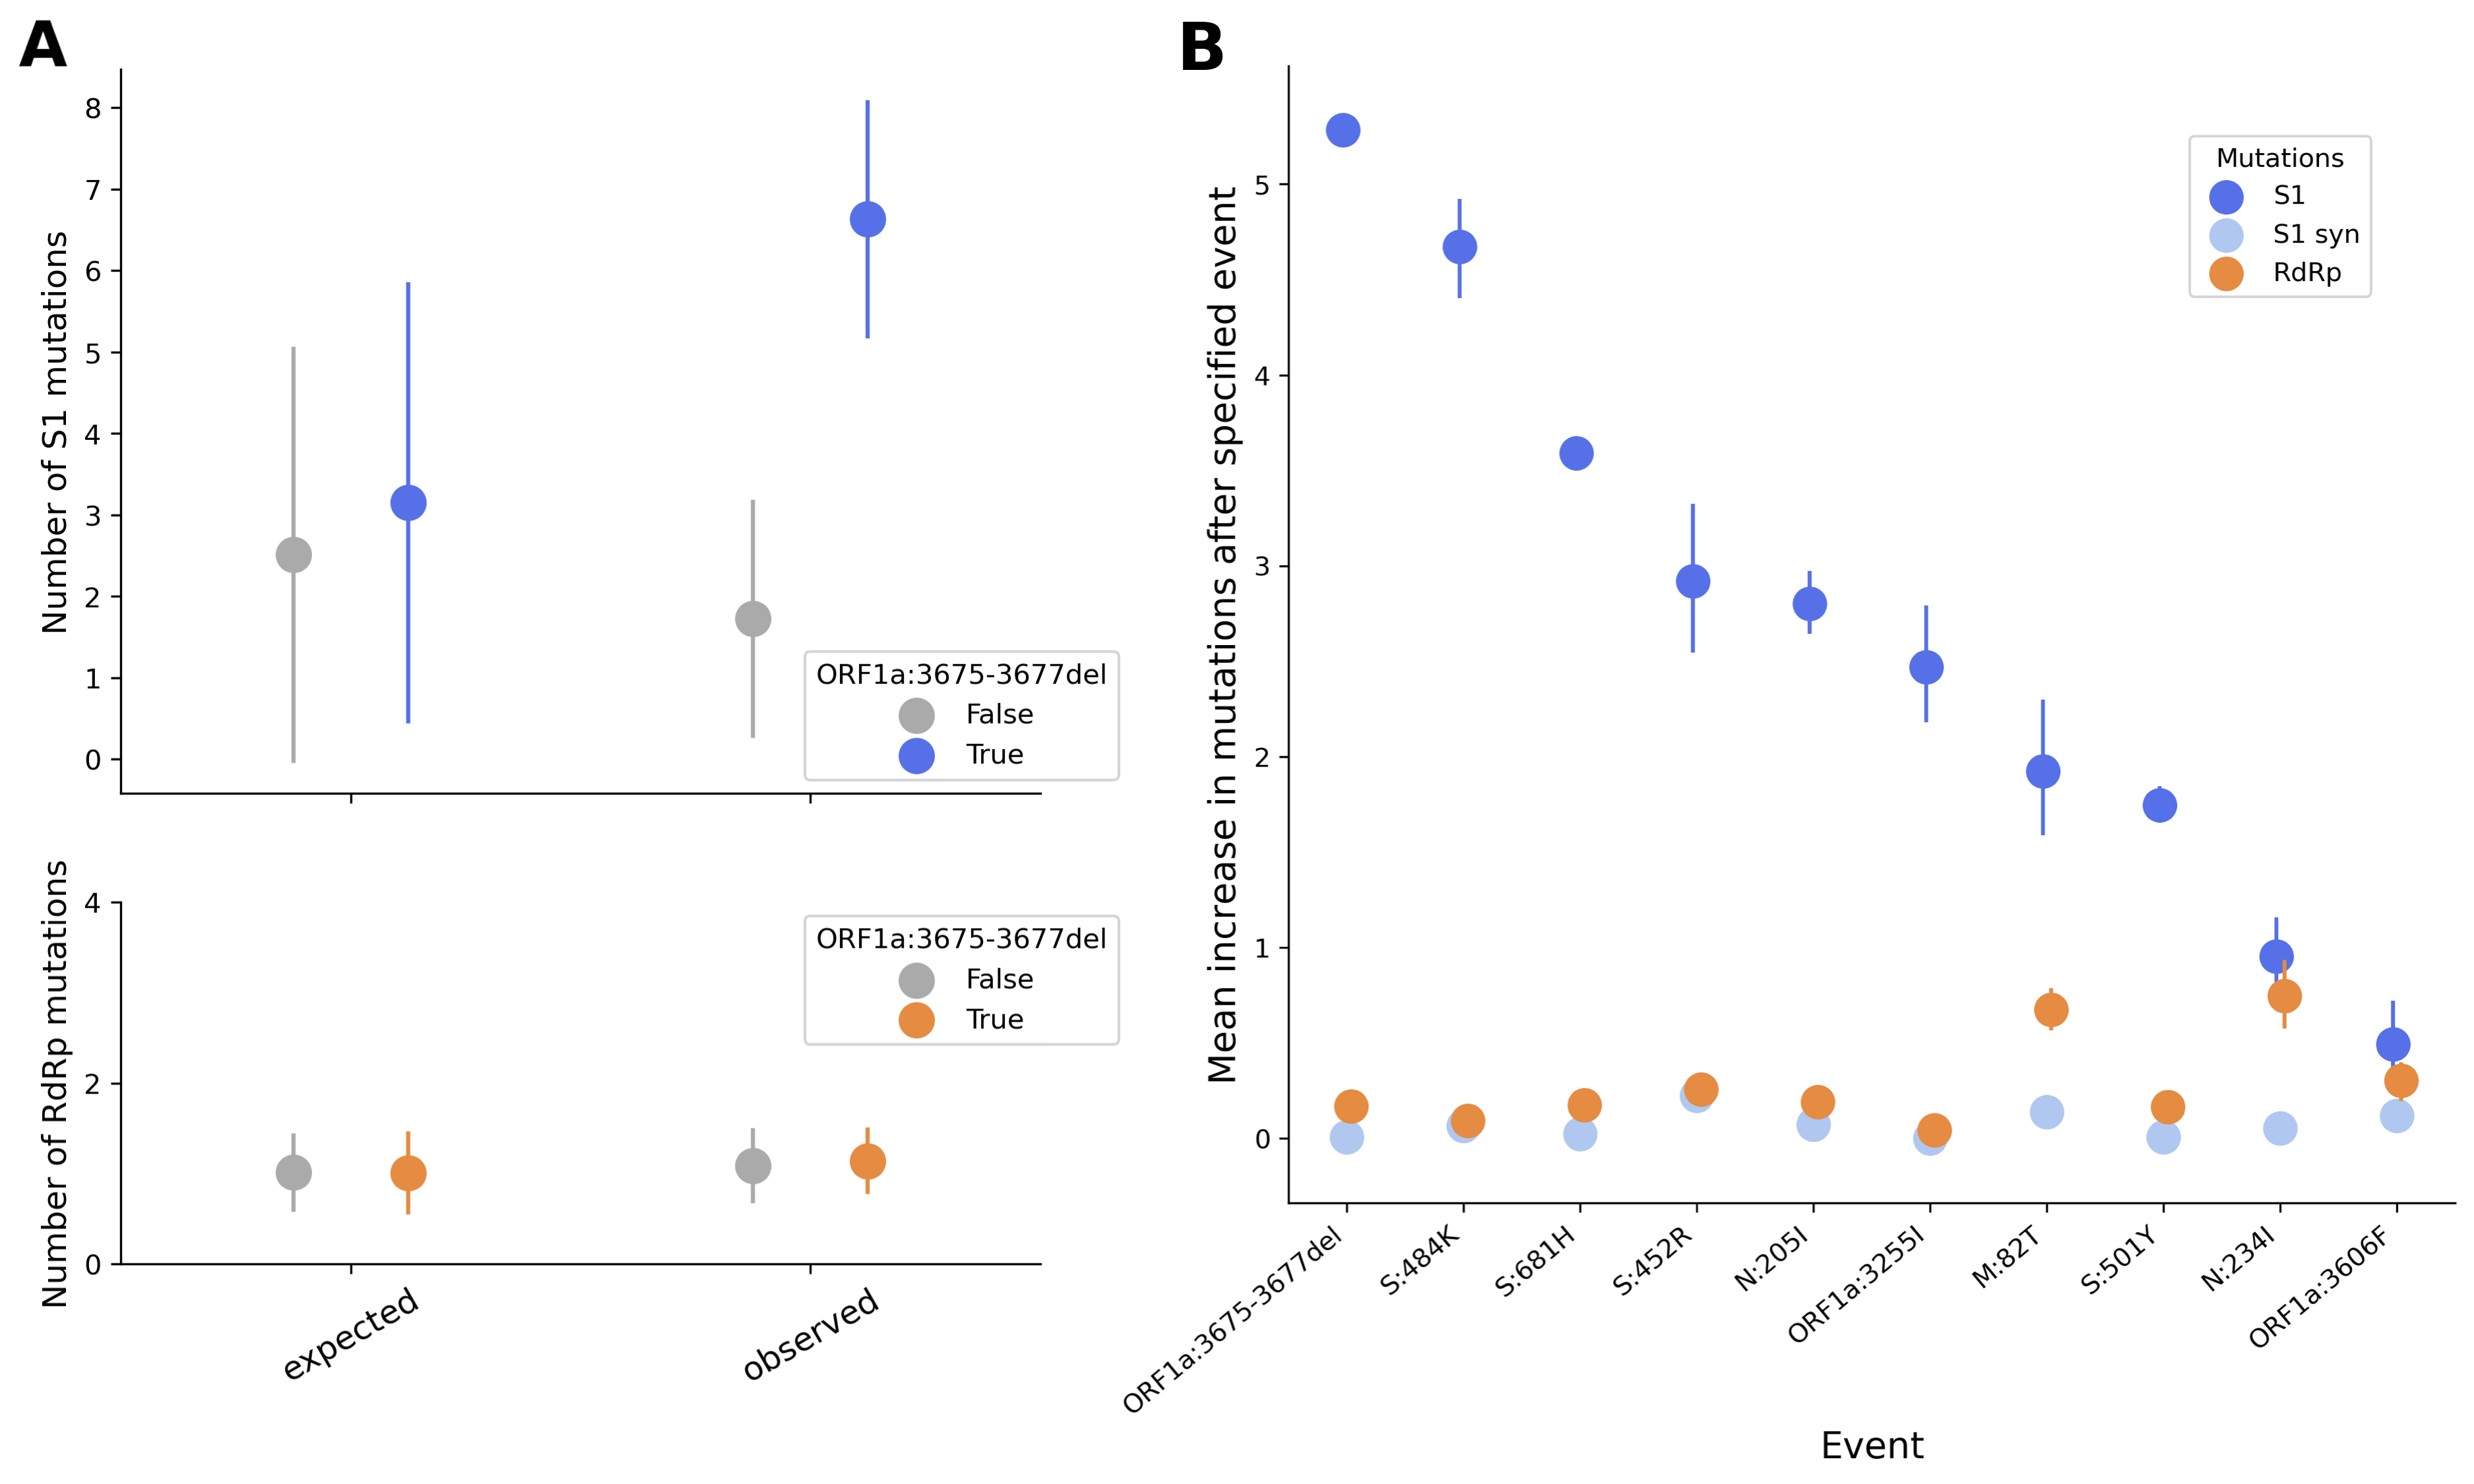 A
Number of S1 mutations
8
7
6
5
4
3
2
1
0
ORF1a:3675-3677del
False
True
Number of RdRp mutations
4
2
0
ORF1a:3675-3677del
False
True
expected
observed
B
Mean increase in mutations after specified event
5
4
3
2
1
0
Mutations
S1
S1 syn
RdRp
ORF1a:3675-3677del
S:484K
S:681H
S:452R
N:205I
ORF1a:3255I
M:82T
S:501Y
N:234I
ORF1a:3606F
Event